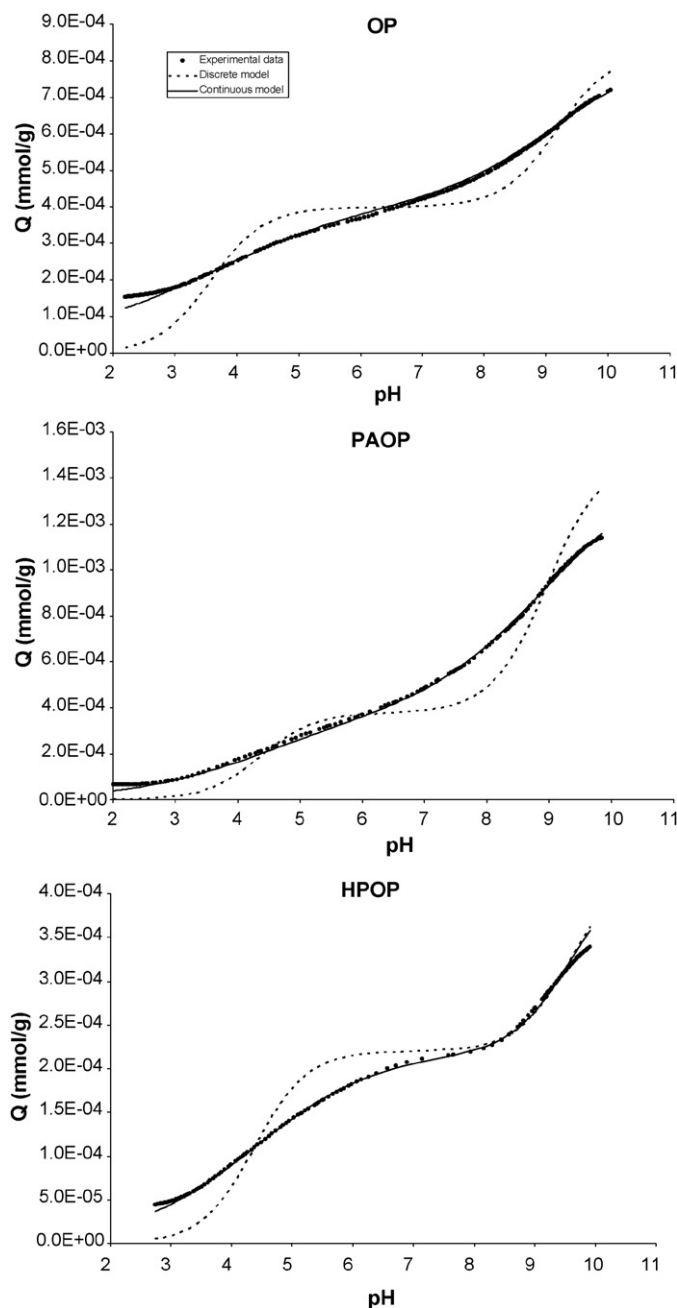 OP
9.0E-04
8.0E-04
7.0E-04
6.0E-04
5.0E-04
4.0E-04
3.0E-04
2.0E-04
1.0E-04
0.0E+00
Q (mmol/g)
Experimental data
Discrete model
Continuous model
2 3 4 5 6 7 8 9 10 11
pH
PAOP
1.6E-03
1.4E-03
1.2E-03
1.0E-03
8.0E-04
6.0E-04
4.0E-04
2.0E-04
0.0E+00
Q (mmol/g)
2 3 4 5 6 7 8 9 10 11
pH
HPOP
4.0E-04
3.5E-04
3.0E-04
2.5E-04
2.0E-04
1.5E-04
1.0E-04
5.0E-05
0.0E+00
Q (mmol/g)
2 3 4 5 6 7 8 9 10 11
pH